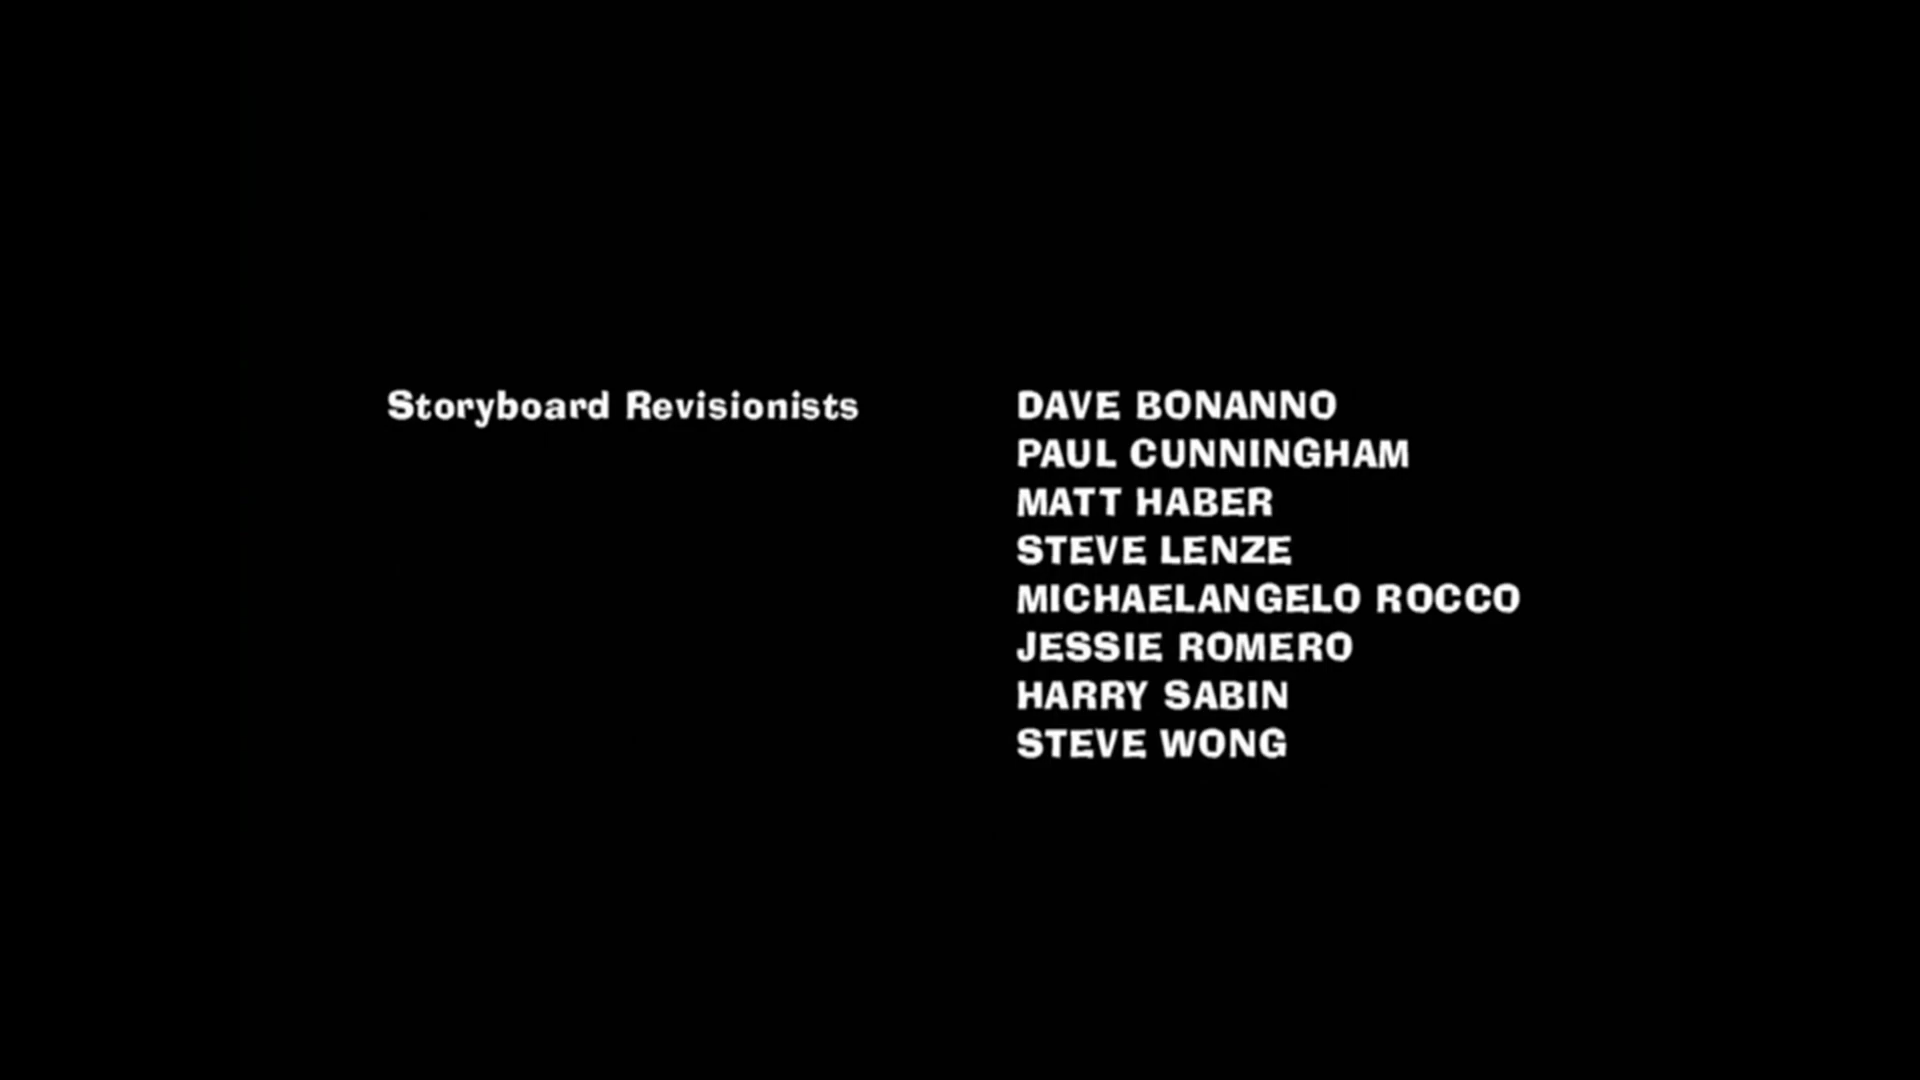 Storyboard Revisionists
DAVE BONANNO
PAUL CUNNINGHAM
MATT HABER
STEVE LENZE
MICHAELANGELO ROCCO
JESSIE ROMERO
HARRY SABIN
STEVE WONG